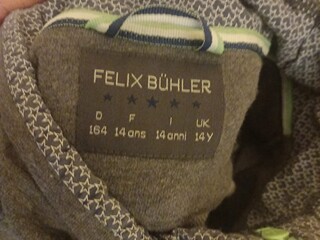 FELIX BÜHLER
D F I UK
164 14 ans 14 anni 14 Y